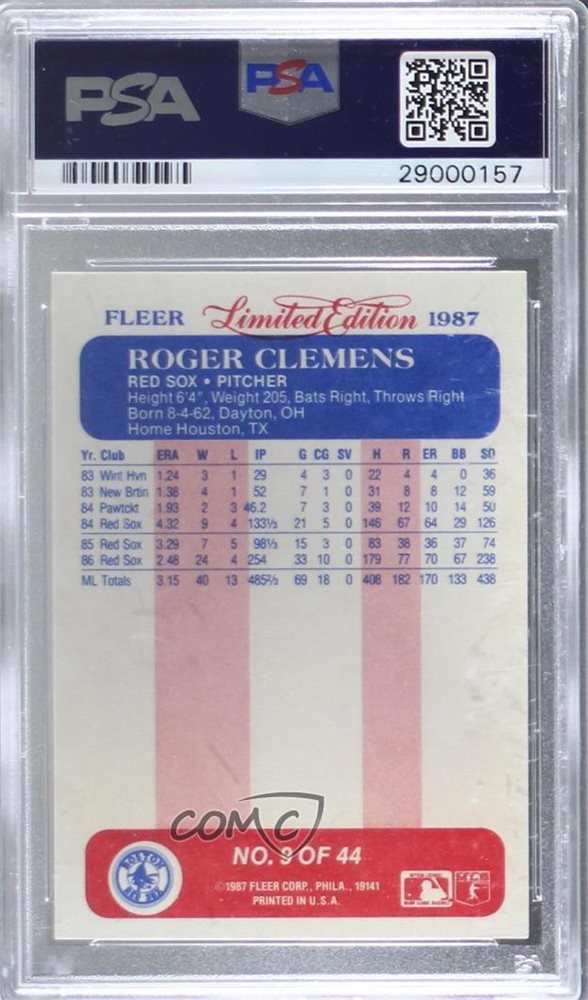 PSA PSA
29000157
FLEER Limited Edition 1987
ROGER CLEMENS
RED SOX • PITCHER
Height 6'4", Weight 205, Bats Right, Throws Right
Born 8-4-62, Dayton, OH
Home Houston, TX
Yr. Club ERA W L IP G CG SV H R ER BB SO
83 Wint Hvn 1.24 3 1 29 4 3 0 22 4 4 0 36
83 New Brtin 1.38 4 1 52 7 1 0 31 8 8 12 59
84 Pawtckt 1.93 2 3 46.2 7 3 0 39 12 10 14 50
84 Red Sox 4.32 9 4 133⅓ 21 5 0 146 67 64 29 126
85 Red Sox 3.29 7 5 98⅓ 15 3 0 83 38 36 37 74
86 Red Sox 2.48 24 4 254 33 10 0 179 77 70 67 238
ML Totals 3.15 40 13 485⅔ 69 18 0 408 182 170 133 438
COMC
BOSTON
RED SOX
NO. 9 OF 44
©1987 FLEER CORP., PHILA., 19141
PRINTED IN U.S.A.